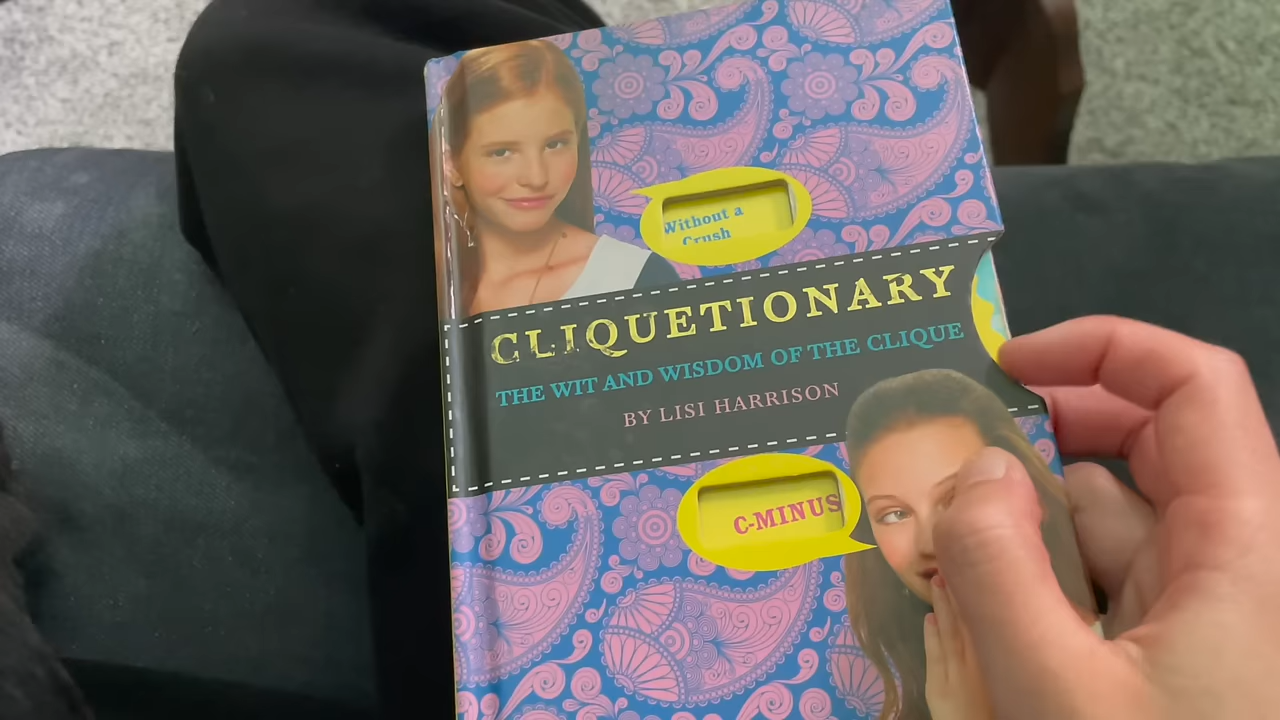 Without a
Crush
CLIQUETIONARY
THE WIT AND WISDOM OF THE CLIQUE
BY LISI HARRISON
C-MINUS